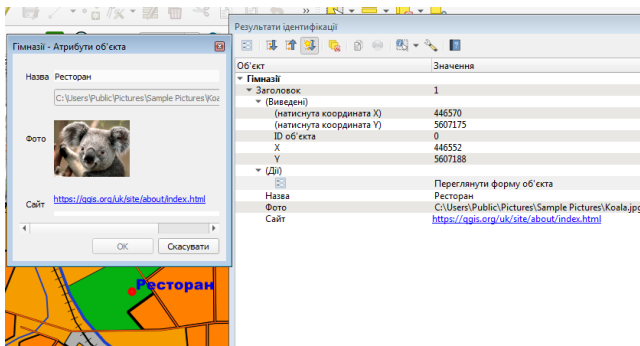 Результати ідентифікації
Гімназії - Атрибути об'єкта
Назва Ресторан
C:\Users\Public\Pictures\Sample Pictures\Koa
Фото
Сайт https://qgis.org/uk/site/about/index.html
OK Скасувати
Об'єкт Значення
Гімназії
Заголовок 1
(Виведені)
(натиснута координата X) 446570
(натиснута координата Y) 5607175
ID об'єкта 0
X 446552
Y 5607188
(Дії)
Переглянути форму об'єкта
Назва Ресторан
Фото C:\Users\Public\Pictures\Sample Pictures\Koala.jpg
Сайт https://qgis.org/uk/site/about/index.html
Ресторан